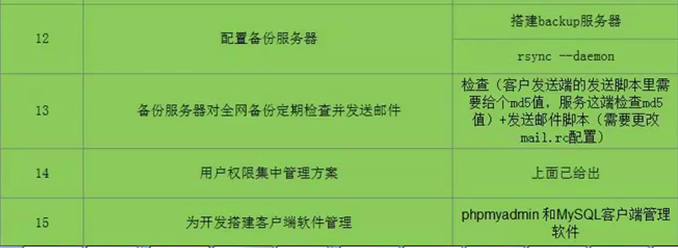 12
配置备份服务器
搭建backup服务器
rsync --daemon
13
备份服务器对全网备份定期检查并发送邮件
检查（客户发送端的发送脚本里需
要给个md5值，服务这端检查md5
值）+发送邮件脚本（需要更改
mail.rc配置）
14
用户权限集中管理方案
上面已给出
15
为开发搭建客户端软件管理
phpmyadmin 和MySQL客户端管理
软件